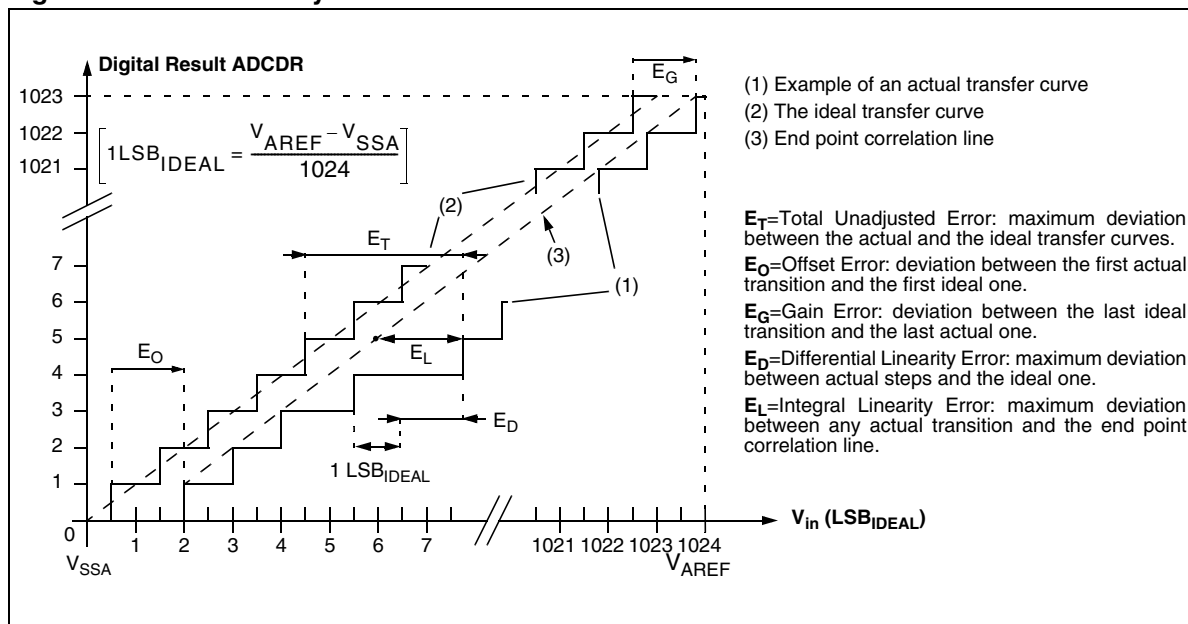 Digital Result ADCDR
1023
1022
1021
7
6
5
4
3
2
1
0
1LSB_IDEAL = (V_AREF – V_SSA) / 1024
E_G
(2)
(3)
(1)
E_T
E_O
E_L
E_D
1 LSB_IDEAL
1 2 3 4 5 6 7 1021 1022 1023 1024
V_in (LSB_IDEAL)
V_SSA
V_AREF
(1) Example of an actual transfer curve
(2) The ideal transfer curve
(3) End point correlation line
E_T=Total Unadjusted Error: maximum deviation
between the actual and the ideal transfer curves.
E_O=Offset Error: deviation between the first actual
transition and the first ideal one.
E_G=Gain Error: deviation between the last ideal
transition and the last actual one.
E_D=Differential Linearity Error: maximum deviation
between actual steps and the ideal one.
E_L=Integral Linearity Error: maximum deviation
between any actual transition and the end point
correlation line.